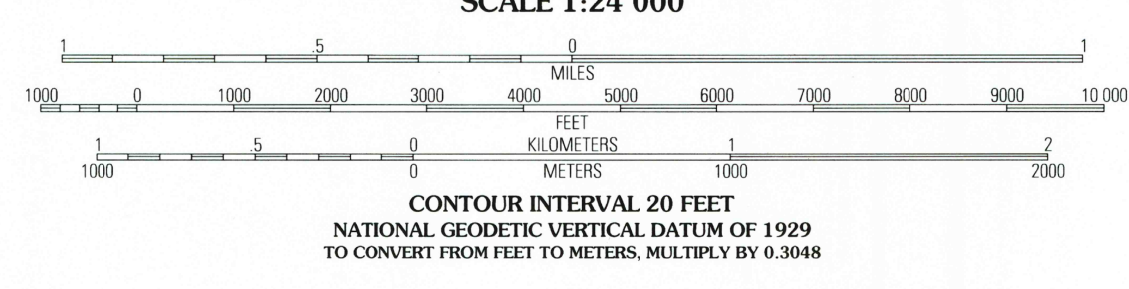 SCALE 1:24 000
1 .5 0 1
MILES
1000 0 1000 2000 3000 4000 5000 6000 7000 8000 9000 10 000
FEET
1 .5 0 KILOMETERS 1 2
1000 0 METERS 1000 2000
CONTOUR INTERVAL 20 FEET
NATIONAL GEODETIC VERTICAL DATUM OF 1929
TO CONVERT FROM FEET TO METERS, MULTIPLY BY 0.3048